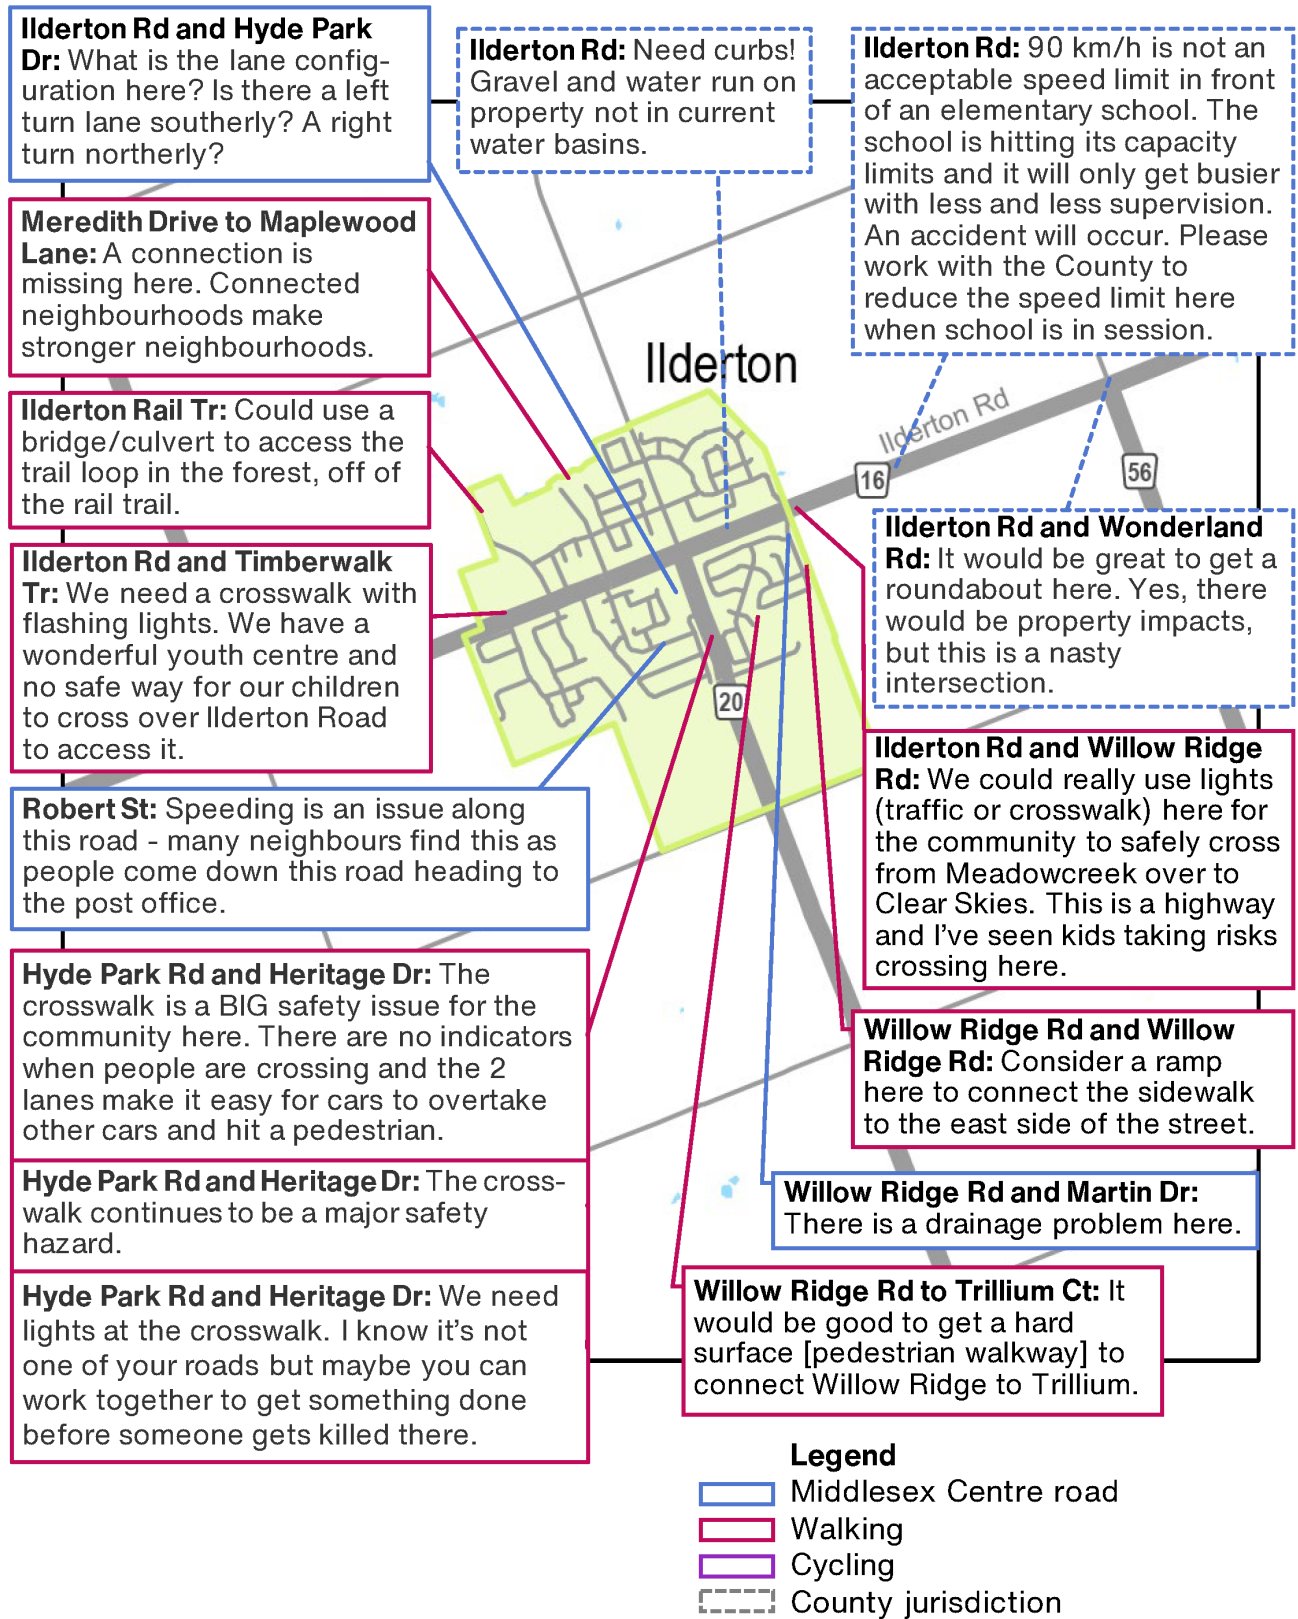 Ilderton Rd and Hyde Park
Dr: What is the lane config-
uration here? Is there a left
turn lane southerly? A right
turn northerly?
Ilderton Rd: Need curbs!
Gravel and water run on
property not in current
water basins.
Ilderton Rd: 90 km/h is not an
acceptable speed limit in front
of an elementary school. The
school is hitting its capacity
limits and it will only get busier
with less and less supervision.
An accident will occur. Please
work with the County to
reduce the speed limit here
when school is in session.
Meredith Drive to Maplewood
Lane: A connection is
missing here. Connected
neighbourhoods make
stronger neighbourhoods.
Ilderton
Ilderton Rd
16
56
20
Ilderton Rail Tr: Could use a
bridge/culvert to access the
trail loop in the forest, off of
the rail trail.
Ilderton Rd and Wonderland
Rd: It would be great to get a
roundabout here. Yes, there
would be property impacts,
but this is a nasty
intersection.
Ilderton Rd and Timberwalk
Tr: We need a crosswalk with
flashing lights. We have a
wonderful youth centre and
no safe way for our children
to cross over Ilderton Road
to access it.
Ilderton Rd and Willow Ridge
Rd: We could really use lights
(traffic or crosswalk) here for
the community to safely cross
from Meadowcreek over to
Clear Skies. This is a highway
and I've seen kids taking risks
crossing here.
Robert St: Speeding is an issue along
this road - many neighbours find this as
people come down this road heading to
the post office.
Hyde Park Rd and Heritage Dr: The
crosswalk is a BIG safety issue for the
community here. There are no indicators
when people are crossing and the 2
lanes make it easy for cars to overtake
other cars and hit a pedestrian.
Willow Ridge Rd and Willow
Ridge Rd: Consider a ramp
here to connect the sidewalk
to the east side of the street.
Hyde Park Rd and Heritage Dr: The cross-
walk continues to be a major safety
hazard.
Willow Ridge Rd and Martin Dr:
There is a drainage problem here.
Hyde Park Rd and Heritage Dr: We need
lights at the crosswalk. I know it's not
one of your roads but maybe you can
work together to get something done
before someone gets killed there.
Willow Ridge Rd to Trillium Ct: It
would be good to get a hard
surface [pedestrian walkway] to
connect Willow Ridge to Trillium.
Legend
Middlesex Centre road
Walking
Cycling
County jurisdiction